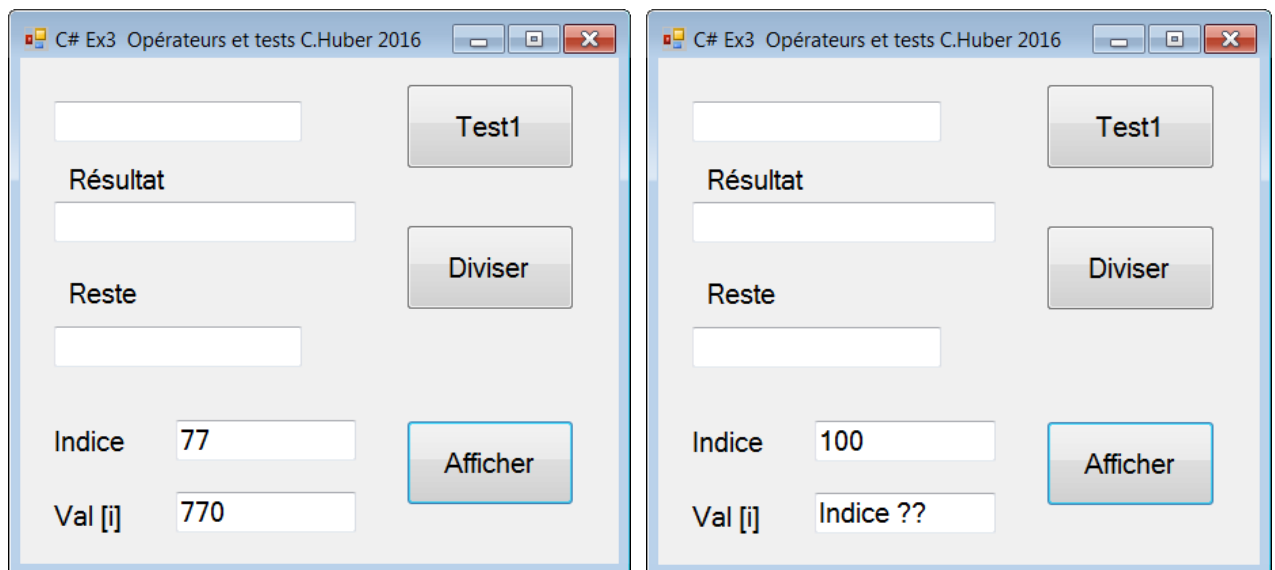 C# Ex3 Opérateurs et tests C.Huber 2016
Test1
Résultat
Diviser
Reste
Indice 77
Afficher
Val [i] 770
C# Ex3 Opérateurs et tests C.Huber 2016
Test1
Résultat
Diviser
Reste
Indice 100
Afficher
Val [i] Indice ??